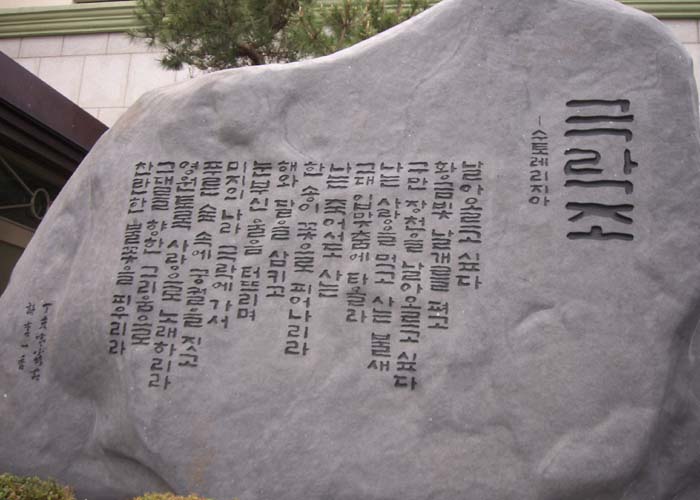 극락조
~수토레리지아
날아오르고 싶다
황금빛 날개를 펴고
구만 장천을 날아오르고 싶다
나는 사랑을 먹고 사는 불새
그대 입맞춤에 타올라
나는 죽어서도 사는
한 송이 꽃으로 피어나리라
해와 달을 삼키고
눈부신 움을 터뜨리며
미지의 나라 극락에 가서
푸른 숲 속에 궁궐을 짓고
영원토록 사랑으로 노래하리라
그대를 향한 그리움으로
찬란한 불꽃을 피우리라